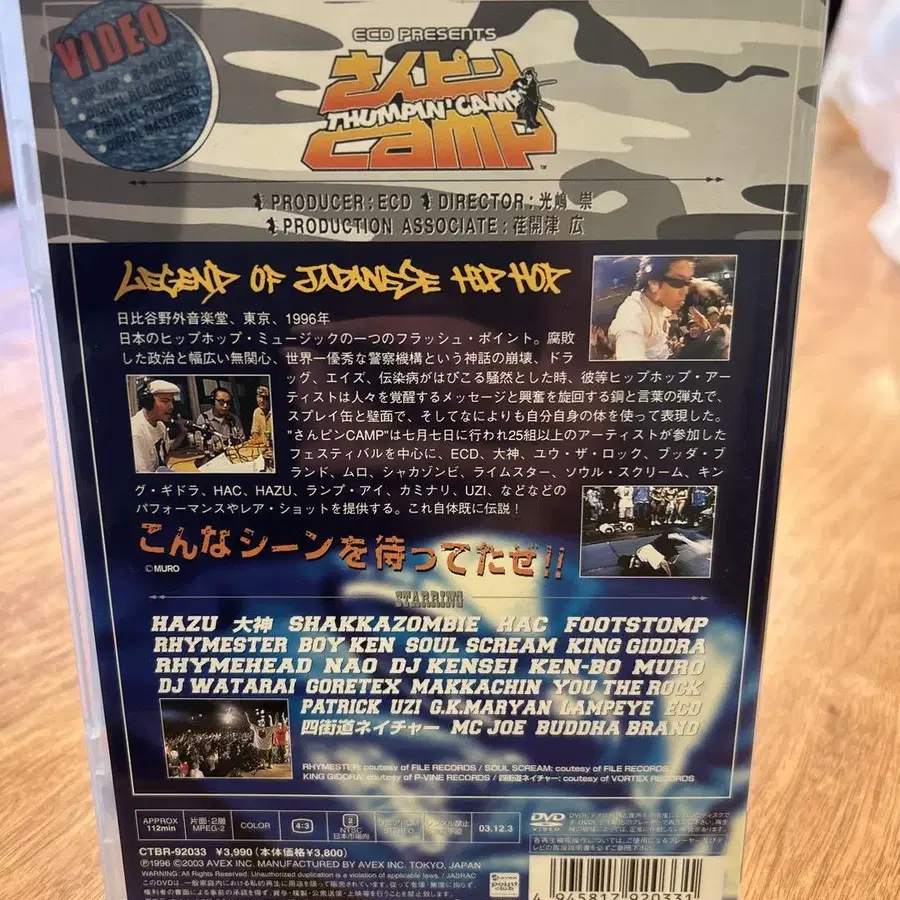 ECD PRESENTS
さんピン
THUMPIN' CAMP
camp
TM
VIDEO
HIP HOP
PARALLEL PROCESSED
DIGITAL MASTERING
PRODUCER:ECD DIRECTOR:光嶋 崇
PRODUCTION ASSOCIATE:荏開津 広
LEGEND OF JAPANESE HIP HOP
日比谷野外音楽堂、東京、1996年
日本のヒップホップ・ミュージックの一つのフラッシュ・ポイント。腐敗
した政治と幅広い無関心、世界一優秀な警察機構という神話の崩壊、ドラ
ッグ、エイズ、伝染病がはびこる騒然とした時、彼等ヒップホップ・アー
ティストは人々を覚醒するメッセージと興奮を旋回する鋼と言葉の弾丸で、
スプレイ缶と壁面で、そしてなによりも自分自身の体を使って表現した。
"さんピンCAMP"は七月七日に行われ25組以上のアーティストが参加した
フェスティバルを中心に、ECD、大神、ユウ・ザ・ロック、ブッダ・ブ
ランド、ムロ、シャカゾンビ、ライムスター、ソウル・スクリーム、キン
グ・ギドラ、HAC、HAZU、ランプ・アイ、カミナリ、UZI、などなどの
パフォーマンスやレア・ショットを提供する。これ自体既に伝説!
こんなシーンを待ってたぜ!!
©MURO
STARRING
HAZU 大神 SHAKKAZOMBIE HAC FOOTSTOMP
RHYMESTER BOY KEN SOUL SCREAM KING GIDDRA
RHYMEHEAD NAO DJ KENSEI KEN-BO MURO
DJ WATARAI GORETEX MAKKACHIN YOU THE ROCK
PATRICK UZI G.K.MARYAN LAMPEYE ECD
四街道ネイチャー MC JOE BUDDHA BRAND
RHYMESTER: coutesy of FILE RECORDS / SOUL SCREAM: coutesy of FILE RECORDS
KING GIDDRA: coutesy of P-VINE RECORDS / 四街道ネイチャー: coutesy of VORTEX RECORDS
APPROX 112min
片面・2層 MPEG-2
COLOR
4:3
2 NTSC 日本市場向
STEREO
03.12.3
DVD VIDEO
CTBR-92033 ¥3,990(本体価格¥3,800)
Ⓟ1996 ©2003 AVEX INC. MANUFACTURED BY AVEX INC. TOKYO, JAPAN
Unauthorized duplication is a violation of applicable laws. / JASRAC
avex point club
4 945817 920331